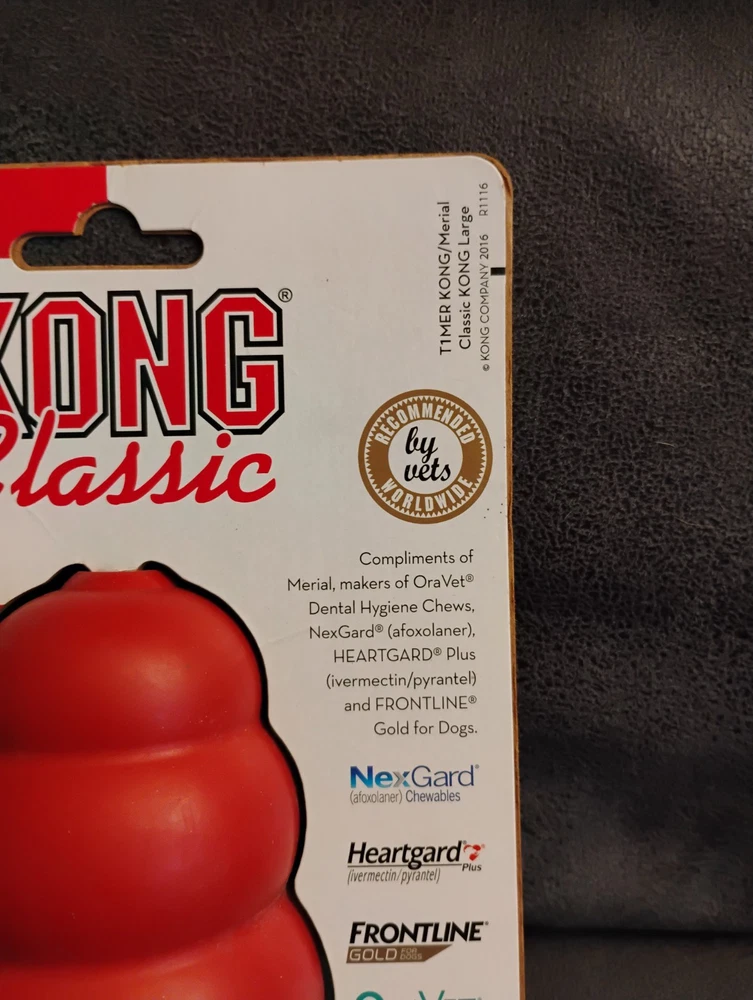 T1MER KONG/Merial
Classic KONG Large
© KONG COMPANY 2016 R1116
KONG®
Classic
RECOMMENDED
by
vets
WORLDWIDE
Compliments of
Merial, makers of OraVet®
Dental Hygiene Chews,
NexGard® (afoxolaner),
HEARTGARD® Plus
(ivermectin/pyrantel)
and FRONTLINE®
Gold for Dogs.
NexGard®
(afoxolaner) Chewables
Heartgard®
Plus
(ivermectin/pyrantel)
FRONTLINE®
GOLD FOR DOGS